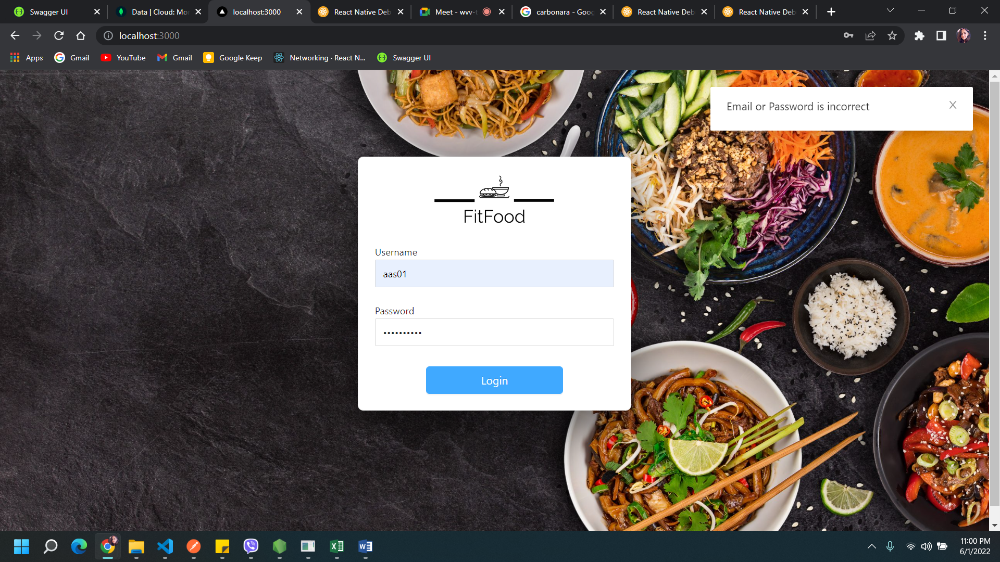 Swagger UI
Data | Cloud: Mo
localhost:3000
React Native Deb
Meet - wvv-t
carbonara - Goog
React Native Deb
React Native Deb
localhost:3000
Apps
Gmail
YouTube
Gmail
Google Keep
Networking · React N...
Swagger UI
Email or Password is incorrect
FitFood
Username
aas01
Password
••••••••••
Login
11:00 PM
6/1/2022